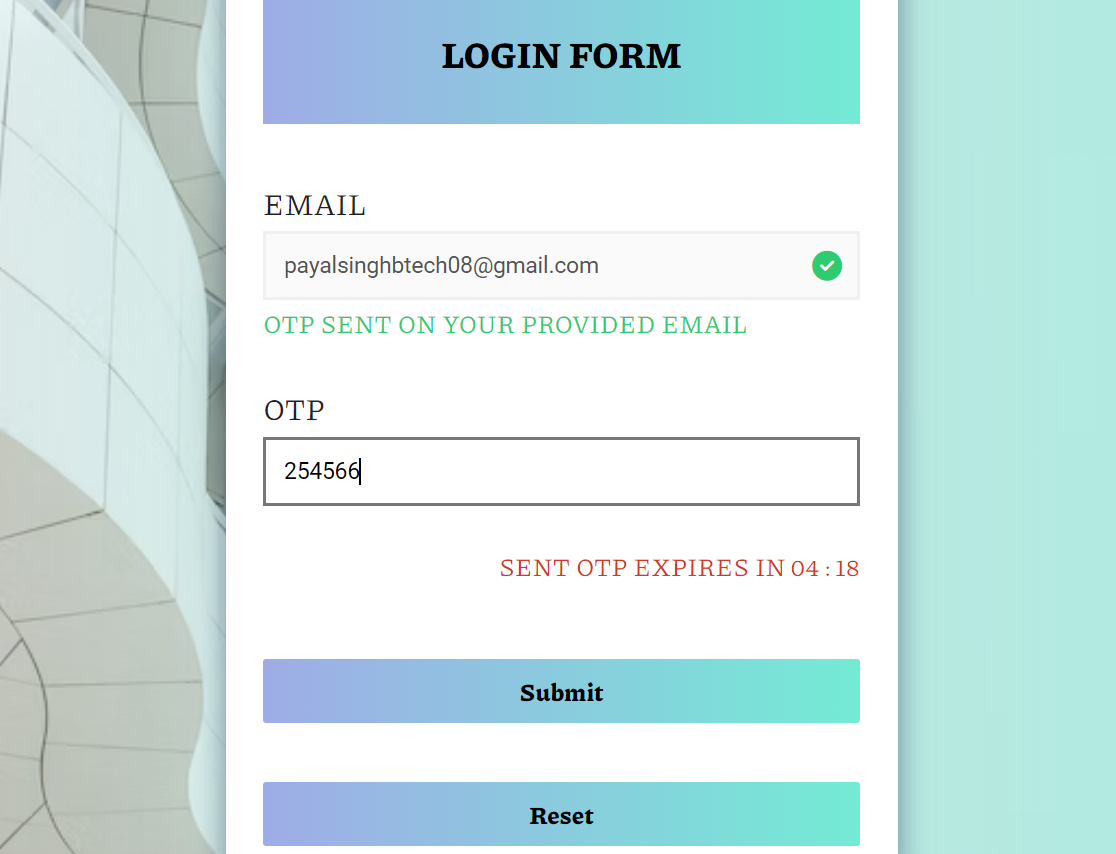 LOGIN FORM
EMAIL
payalsinghbtech08@gmail.com
OTP SENT ON YOUR PROVIDED EMAIL
OTP
254566
SENT OTP EXPIRES IN 04 : 18
Submit
Reset